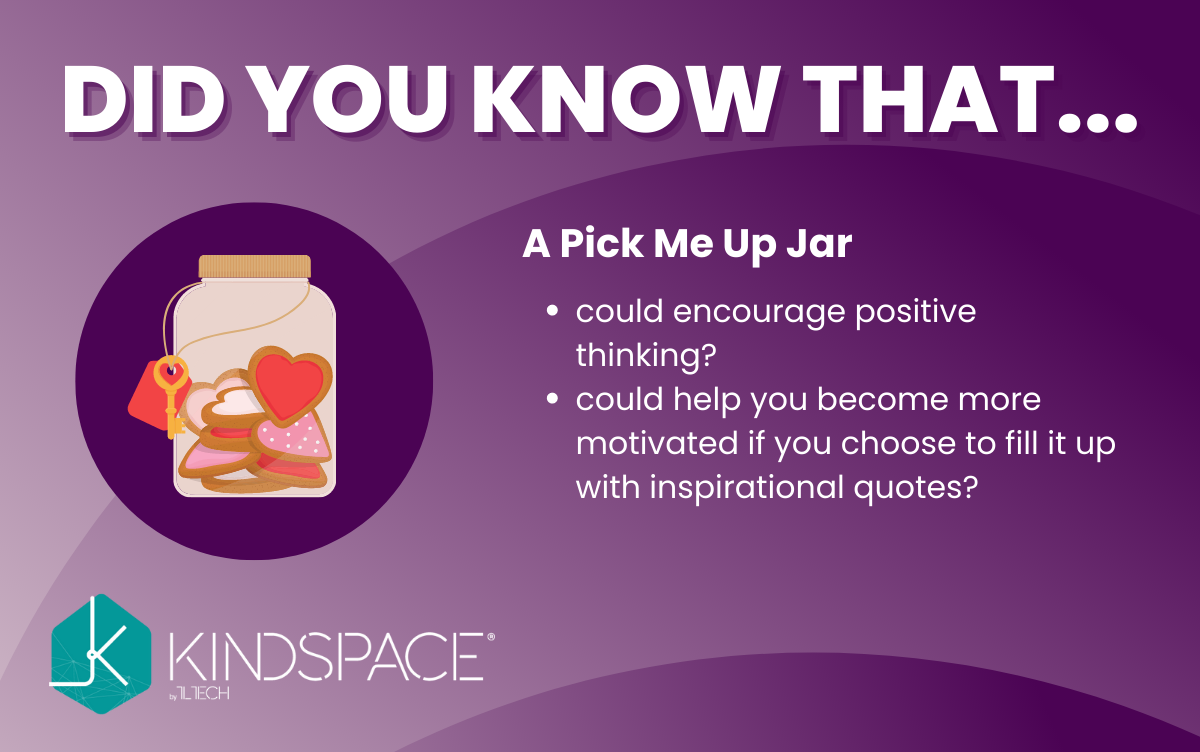 DID YOU KNOW THAT...
A Pick Me Up Jar
• could encourage positive
thinking?
• could help you become more
motivated if you choose to fill it up
with inspirational quotes?
KINDSPACE®
by 1LTECH